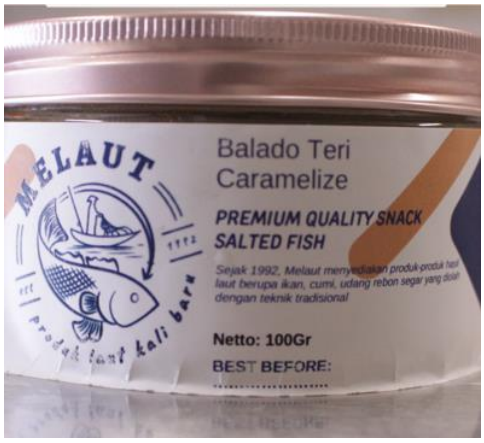 MELAUT
1992
produk laut kali baru
Balado Teri
Caramelize
PREMIUM QUALITY SNACK
SALTED FISH
Sejak 1992, Melaut menyediakan produk-produk hasil
laut berupa ikan, cumi, udang rebon segar yang diolah
dengan teknik tradisional
Netto: 100Gr
BEST BEFORE:
......................